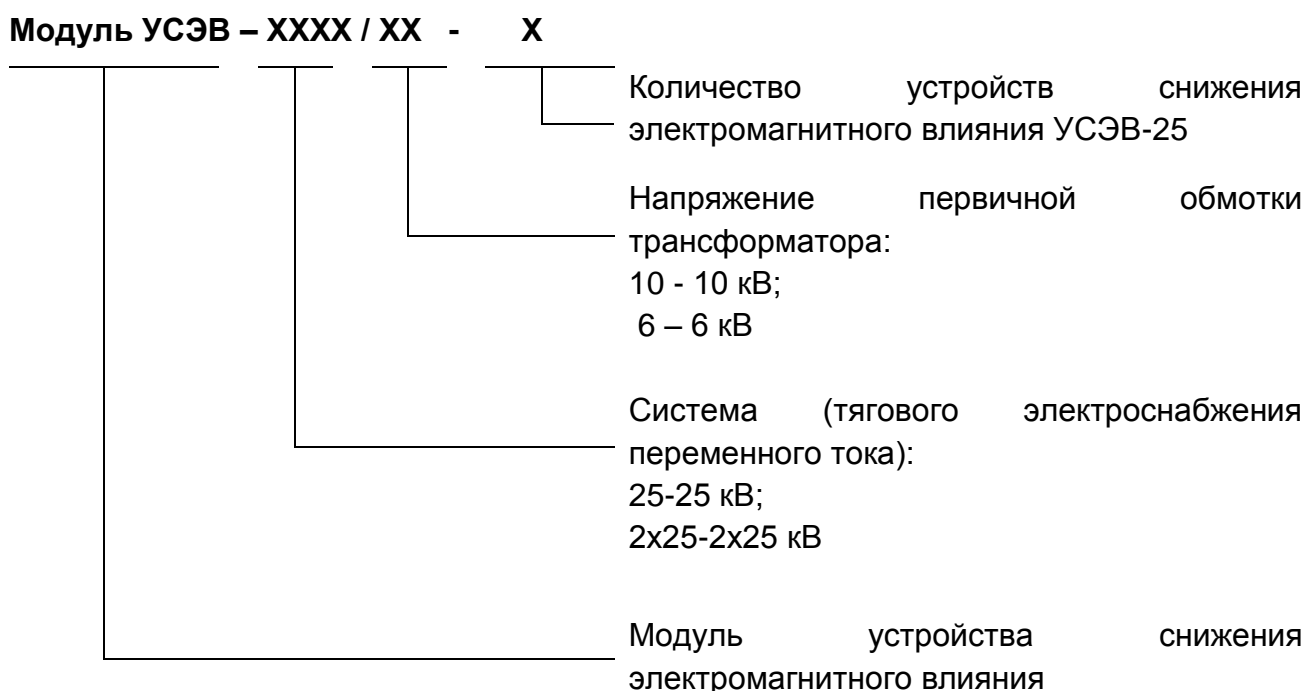 Модуль УСЭВ – ХХХХ / ХХ - Х
Количество устройств снижения
электромагнитного влияния УСЭВ-25
Напряжение первичной обмотки
трансформатора:
10 - 10 кВ;
6 – 6 кВ
Система (тягового электроснабжения
переменного тока):
25-25 кВ;
2х25-2х25 кВ
Модуль устройства снижения
электромагнитного влияния